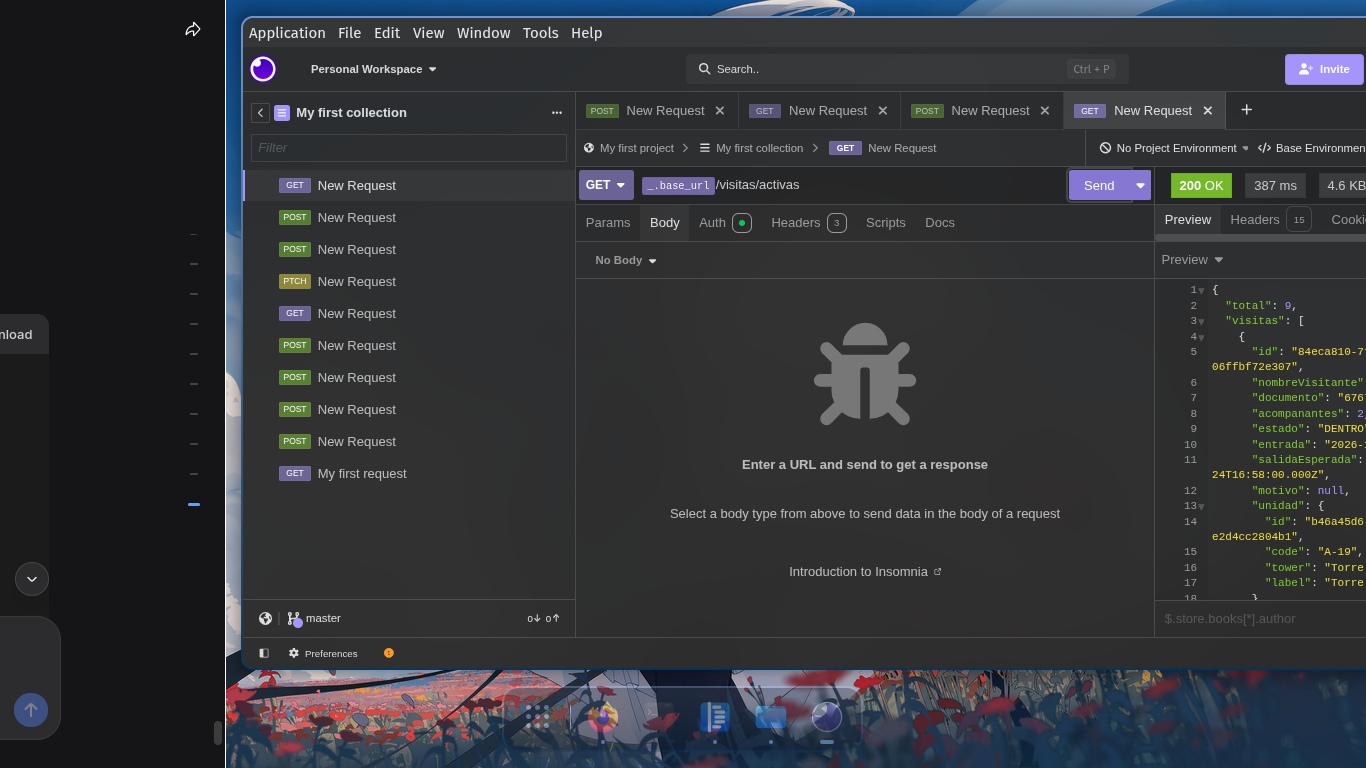 Application File Edit View Window Tools Help
Personal Workspace
Search..
Ctrl + P
Invite
My first collection
POST New Request
GET New Request
POST New Request
GET New Request
Filter
My first project
My first collection
GET New Request
No Project Environment
Base Environmen
GET New Request
POST New Request
POST New Request
PTCH New Request
GET New Request
POST New Request
POST New Request
POST New Request
POST New Request
GET My first request
GET
_.base_url/visitas/activas
Send
200 OK
387 ms
4.6 KB
Params Body Auth Headers 3 Scripts Docs
Preview Headers 15 Cooki
No Body
Preview
Enter a URL and send to get a response
Select a body type from above to send data in the body of a request
Introduction to Insomnia
1 {
2 "total": 9,
3 "visitas": [
4 {
5 "id": "84eca810-7
06ffbf72e307",
6 "nombreVisitante"
7 "documento": "676
8 "acompanantes": 2
9 "estado": "DENTRO
10 "entrada": "2026-
11 "salidaEsperada":
24T16:58:00.000Z",
12 "motivo": null,
13 "unidad": {
14 "id": "b46a45d6
e2d4cc2804b1",
15 "code": "A-19",
16 "tower": "Torre
17 "label": "Torre
18 }
$.store.books[*].author
master
0 0
Preferences
nload